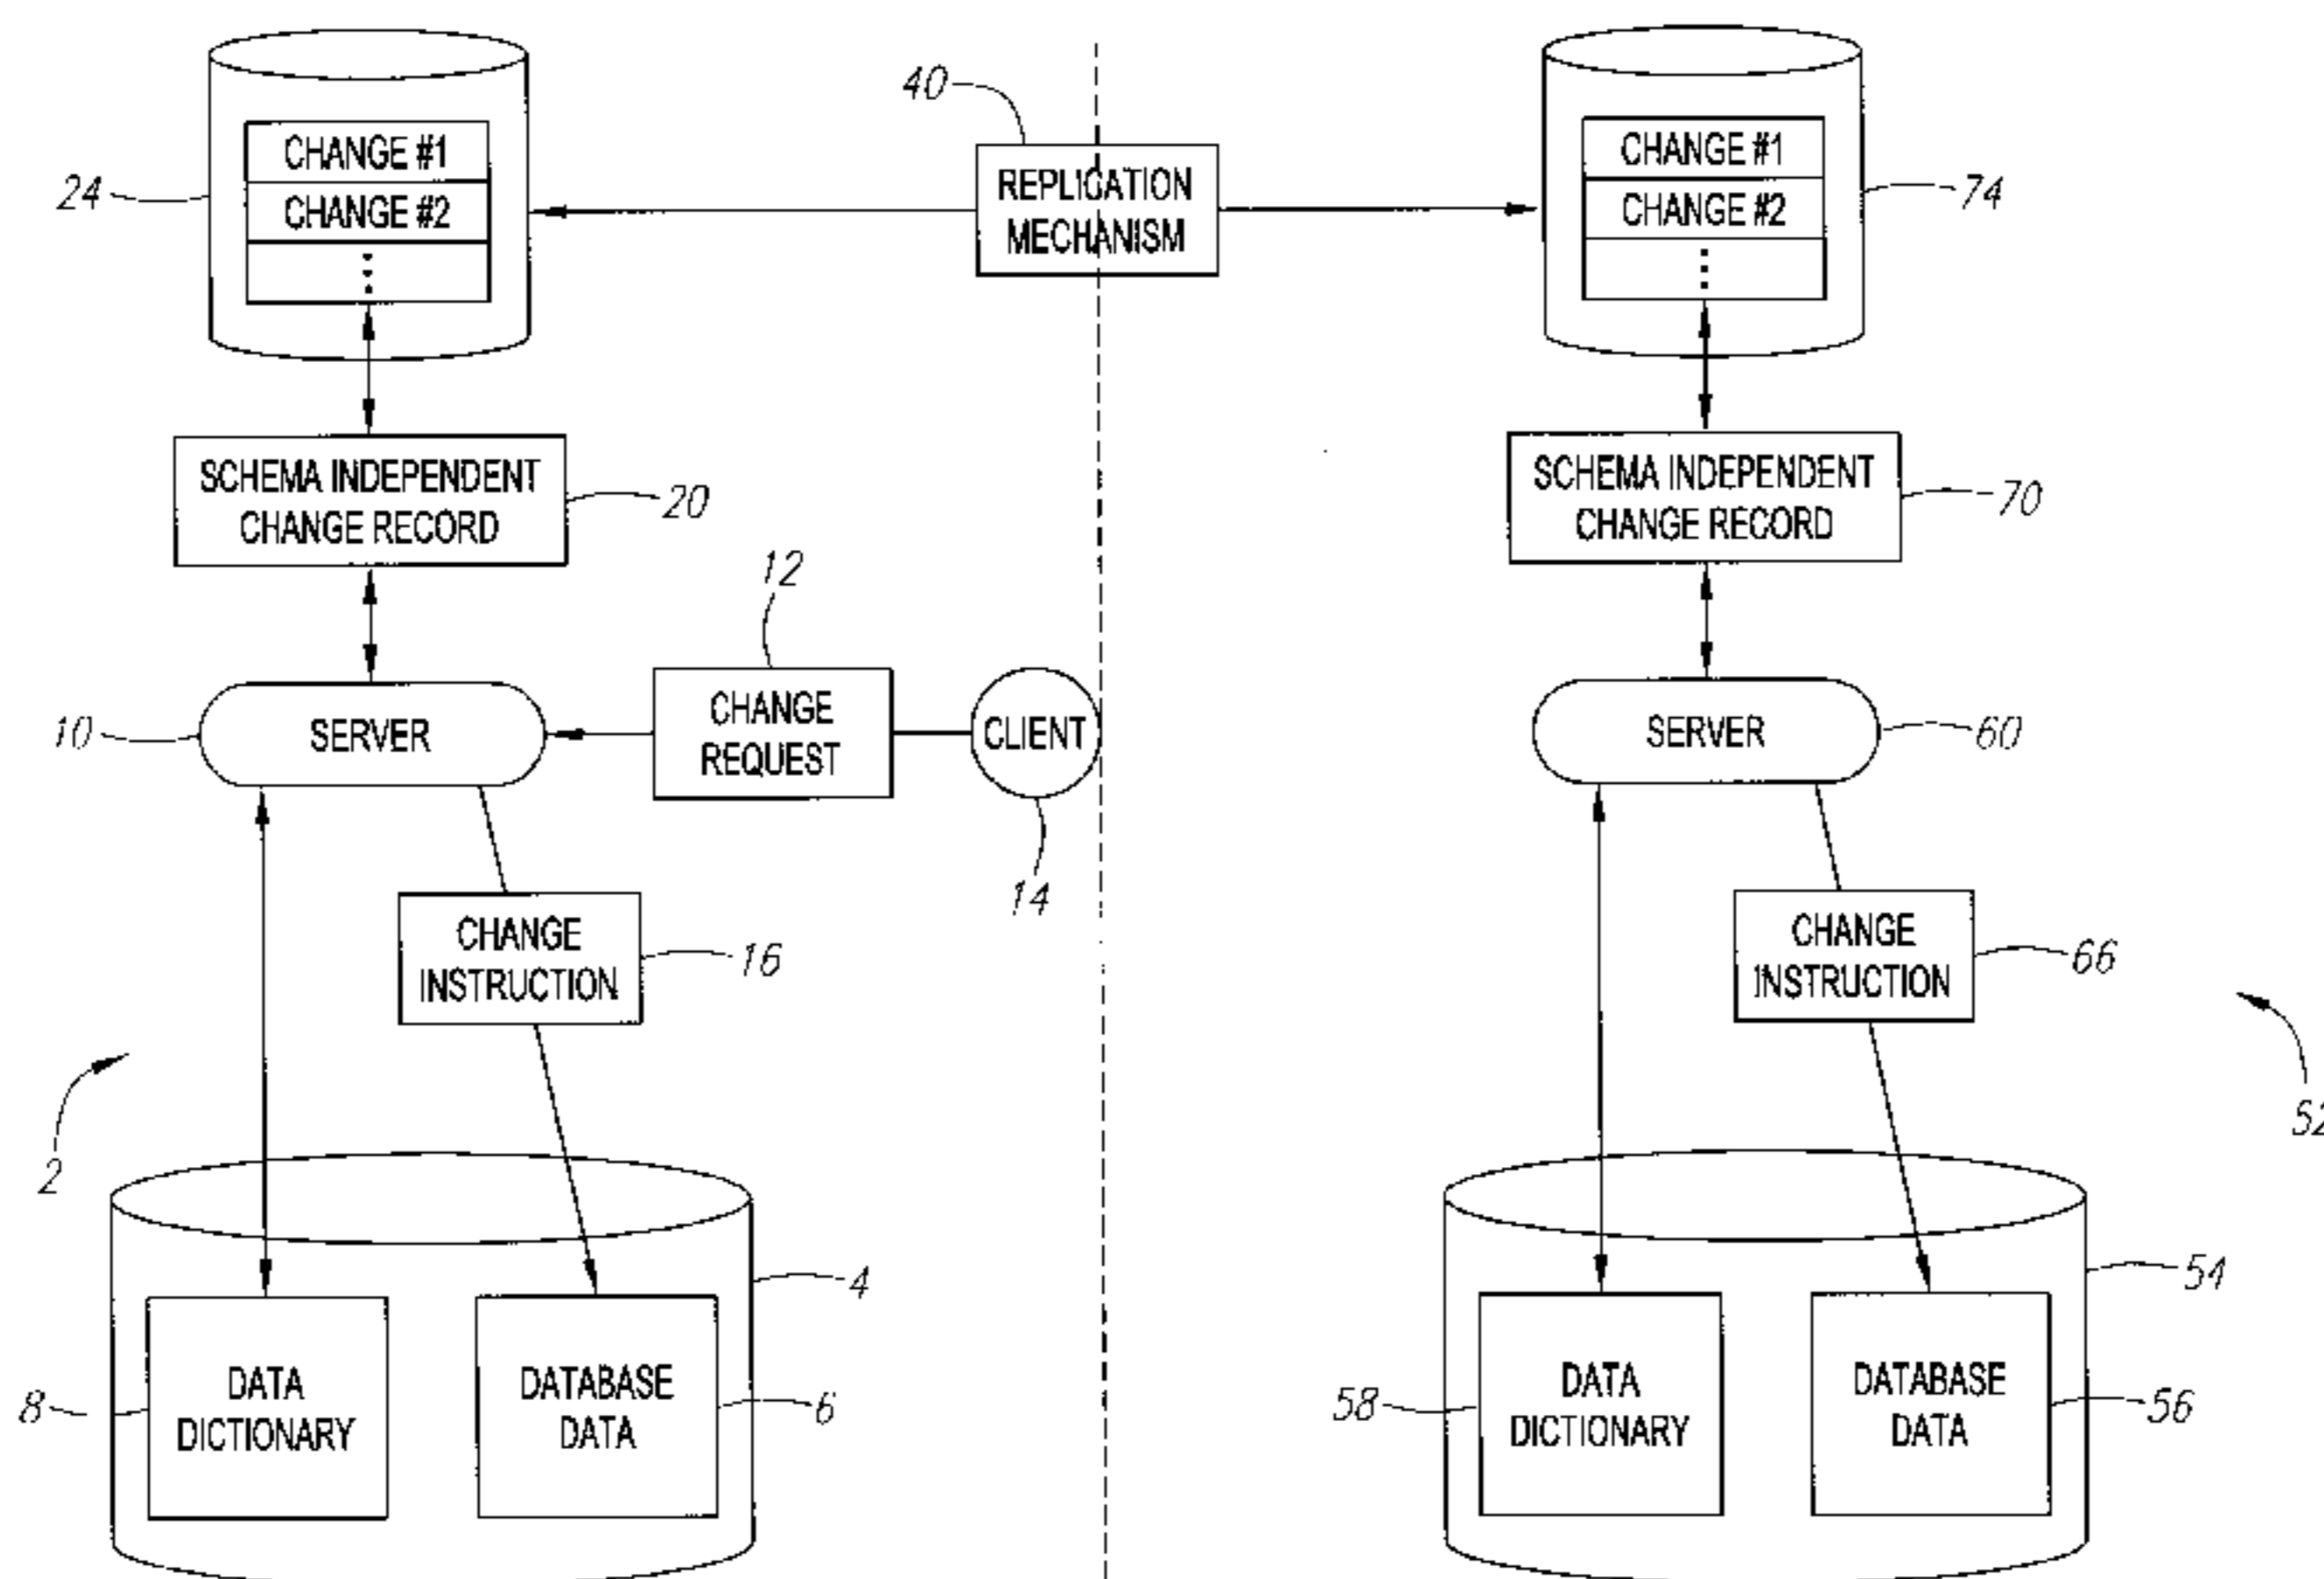 40
CHANGE #1
CHANGE #2
24
REPLICATION
MECHANISM
CHANGE #1
CHANGE #2
74
SCHEMA INDEPENDENT
CHANGE RECORD
20
SCHEMA INDEPENDENT
CHANGE RECORD
70
12
10
SERVER
CHANGE
REQUEST
CLIENT
14
SERVER
60
CHANGE
INSTRUCTION
16
CHANGE
INSTRUCTION
66
2
52
4
54
8
DATA
DICTIONARY
DATABASE
DATA
6
58
DATA
DICTIONARY
DATABASE
DATA
56